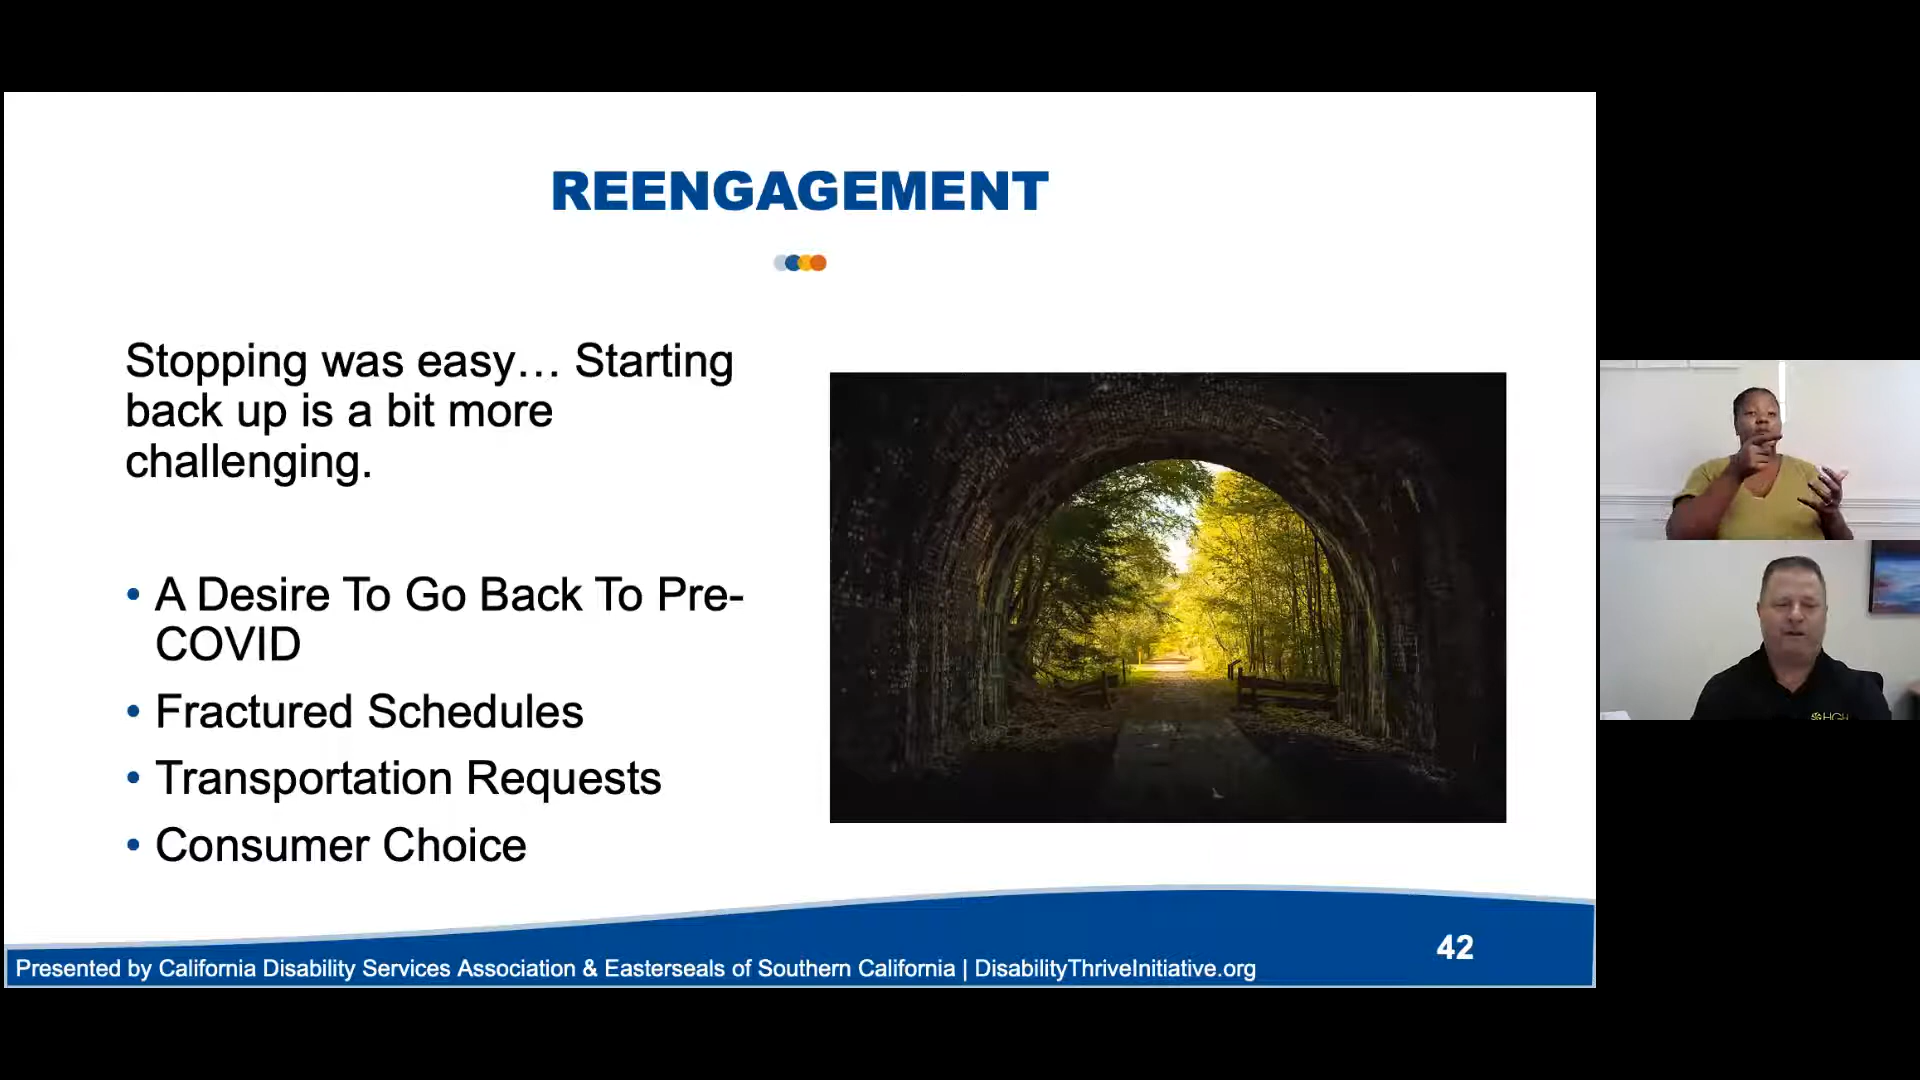 REENGAGEMENT
Stopping was easy… Starting
back up is a bit more
challenging.
• A Desire To Go Back To Pre-
COVID
• Fractured Schedules
• Transportation Requests
• Consumer Choice
42
Presented by California Disability Services Association & Easterseals of Southern California | DisabilityThriveInitiative.org